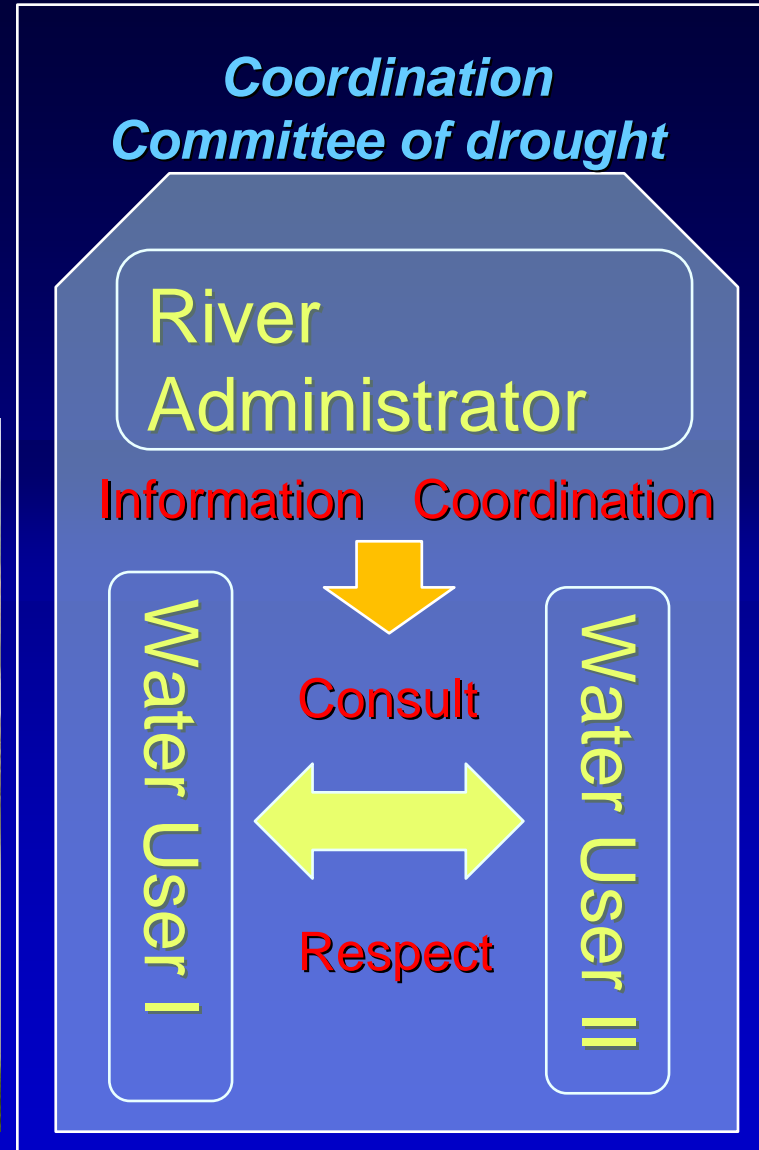 Coordination
Committee of drought
River
Administrator
Information Coordination
Consult
Water User I
Water User II
Respect